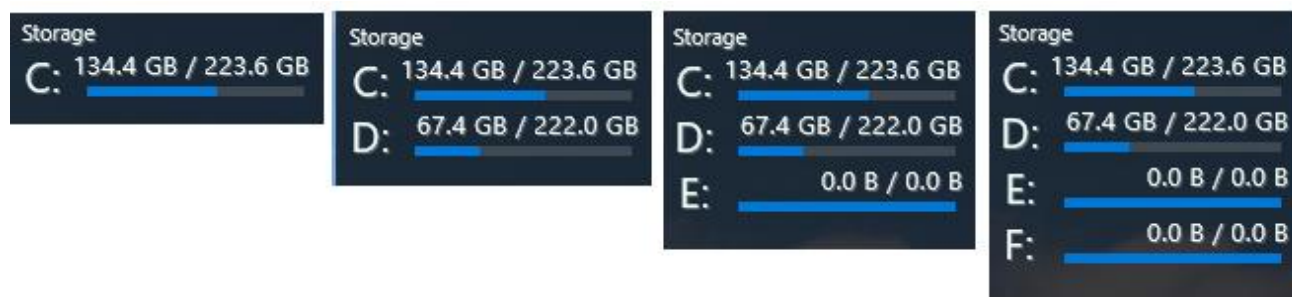 Storage
C: 134.4 GB / 223.6 GB
Storage
C: 134.4 GB / 223.6 GB
D: 67.4 GB / 222.0 GB
Storage
C: 134.4 GB / 223.6 GB
D: 67.4 GB / 222.0 GB
E: 0.0 B / 0.0 B
Storage
C: 134.4 GB / 223.6 GB
D: 67.4 GB / 222.0 GB
E: 0.0 B / 0.0 B
F: 0.0 B / 0.0 B